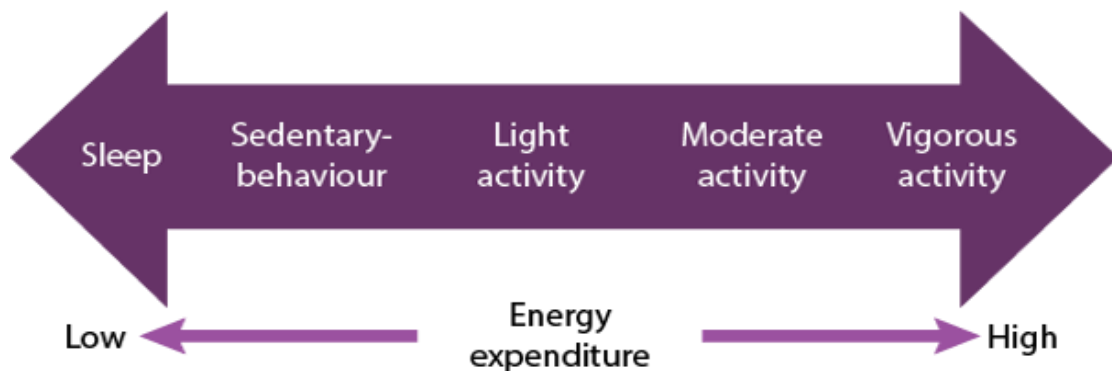 Sleep
Sedentary-
behaviour
Light
activity
Moderate
activity
Vigorous
activity
Low
Energy
expenditure
High